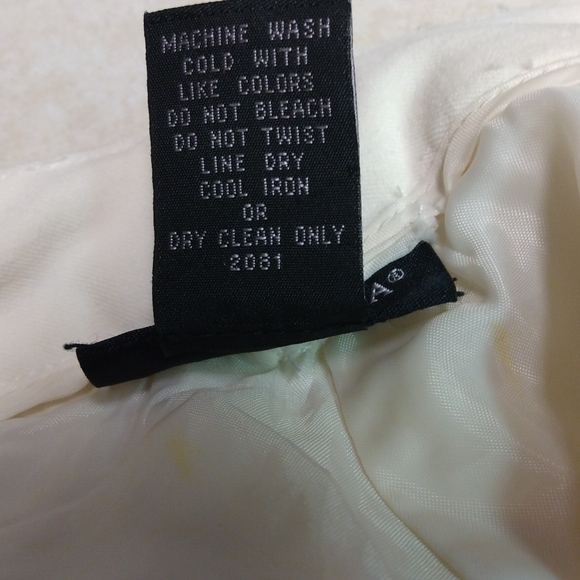 MACHINE WASH
COLD WITH
LIKE COLORS
DO NOT BLEACH
DO NOT TWIST
LINE DRY
COOL IRON
OR
DRY CLEAN ONLY
2081
A®